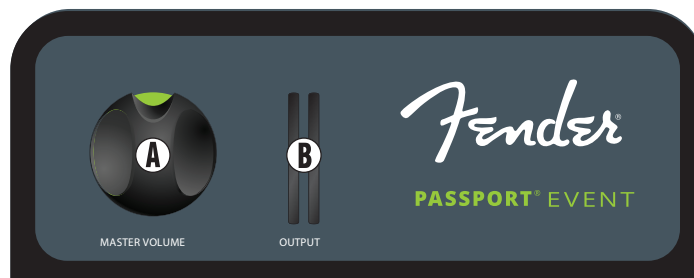 A
B
Fender®
PASSPORT® EVENT
MASTER VOLUME
OUTPUT